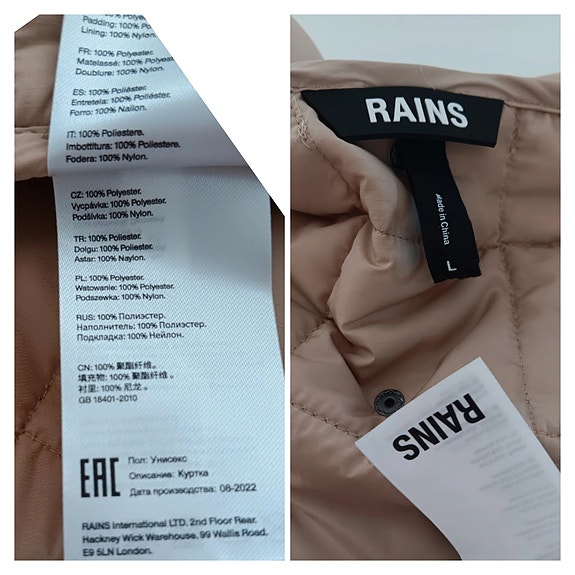 Padding: 100% Polyester.
Lining: 100% Nylon.
FR: 100% Polyester.
Matelassé: 100% Polyester.
Doublure: 100% Nylon.
ES: 100% Poliester.
Entretela: 100% Poliester.
Forro: 100% Nailon.
IT: 100% Poliestere.
Imbottitura: 100% Poliestere.
Fodera: 100% Nylon.
CZ: 100% Polyester.
Vycpávka: 100% Polyester.
Podšívka: 100% Nylon.
TR: 100% Poliester.
Dolgu: 100% Poliester.
Astar: 100% Naylon.
PL: 100% Polyester.
Watowanie: 100% Polyester.
Podszewka: 100% Nylon.
RUS: 100% Полиэстер.
Наполнитель: 100% Полиэстер.
Подкладка: 100% Нейлон.
CN: 100% 聚酯纤维。
填充物: 100% 聚酯纤维。
衬里: 100% 尼龙。
GB 18401-2010
EAC
Пол: Унисекс
Описание: Куртка
Дата производства: 08-2022
RAINS International LTD. 2nd Floor Rear.
Hackney Wick Warehouse, 99 Wallis Road.
E9 5LN London.
RAINS
Made in China
L
RAINS